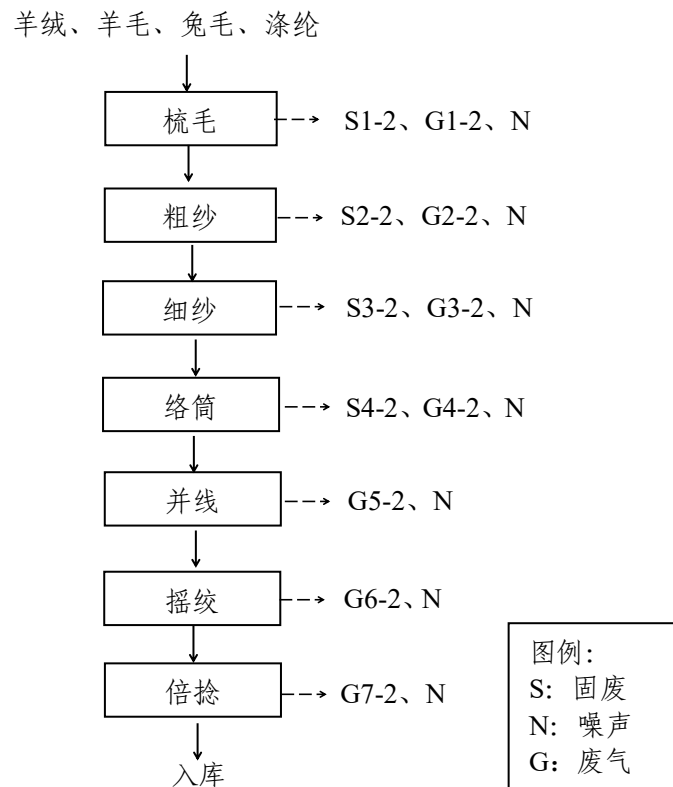 羊绒、羊毛、兔毛、涤纶
梳毛
S1-2、G1-2、N
粗纱
S2-2、G2-2、N
细纱
S3-2、G3-2、N
络筒
S4-2、G4-2、N
并线
G5-2、N
摇绞
G6-2、N
倍捻
G7-2、N
入库
图例：
S：固废
N：噪声
G：废气